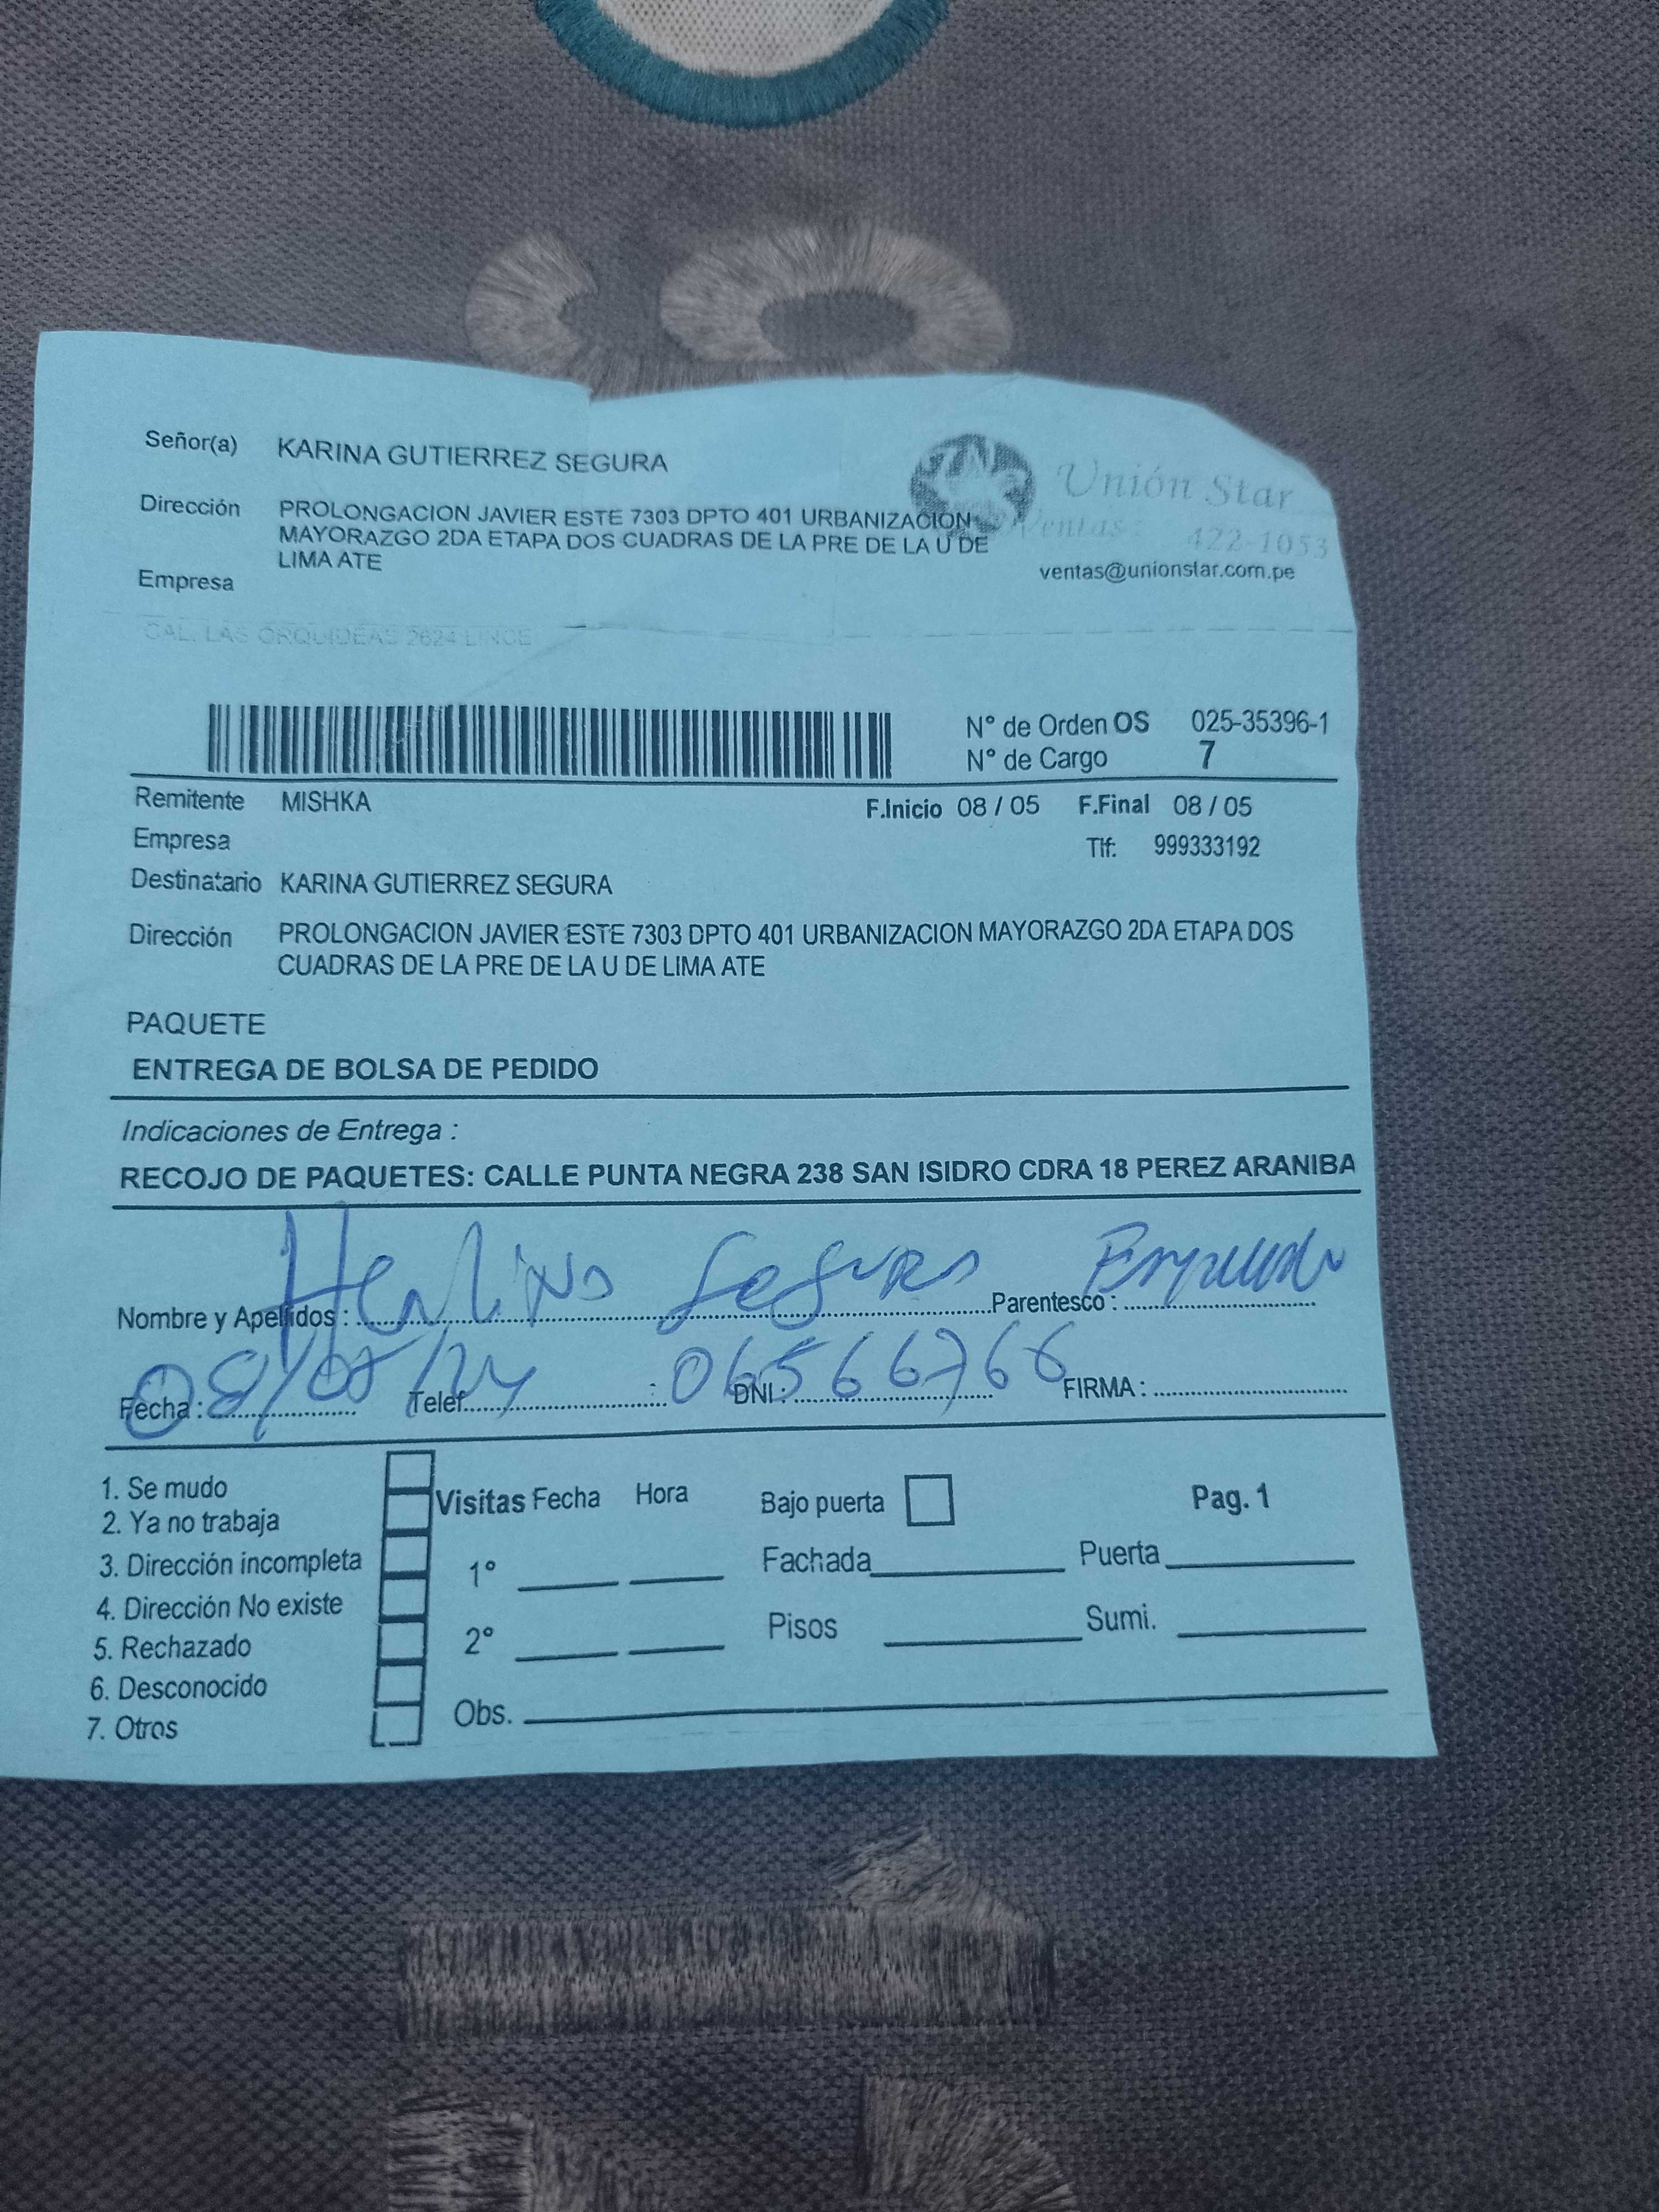 Señor(a) KARINA GUTIERREZ SEGURA
Unión Star
Dirección PROLONGACION JAVIER ESTE 7303 DPTO 401 URBANIZACION
Ventas: 422-1053
MAYORAZGO 2DA ETAPA DOS CUADRAS DE LA PRE DE LA U DE
LIMA ATE
ventas@unionstar.com.pe
Empresa
CAL. LAS ORQUIDEAS 2624 LINCE
N° de Orden OS 025-35396-1
N° de Cargo 7
Remitente MISHKA F.Inicio 08 / 05 F.Final 08 / 05
Empresa Tlf: 999333192
Destinatario KARINA GUTIERREZ SEGURA
Dirección PROLONGACION JAVIER ESTE 7303 DPTO 401 URBANIZACION MAYORAZGO 2DA ETAPA DOS
CUADRAS DE LA PRE DE LA U DE LIMA ATE
PAQUETE
ENTREGA DE BOLSA DE PEDIDO
Indicaciones de Entrega :
RECOJO DE PAQUETES: CALLE PUNTA NEGRA 238 SAN ISIDRO CDRA 18 PEREZ ARANIBA
Nombre y Apellidos : Segura Parentesco :
Fecha : 08/05/24 Telef. : DNI : 06566766 FIRMA :
1. Se mudo
2. Ya no trabaja
3. Dirección incompleta
4. Dirección No existe
5. Rechazado
6. Desconocido
7. Otros
Visitas Fecha Hora Bajo puerta Pag. 1
1° Fachada Puerta
2° Pisos Sumi.
Obs.